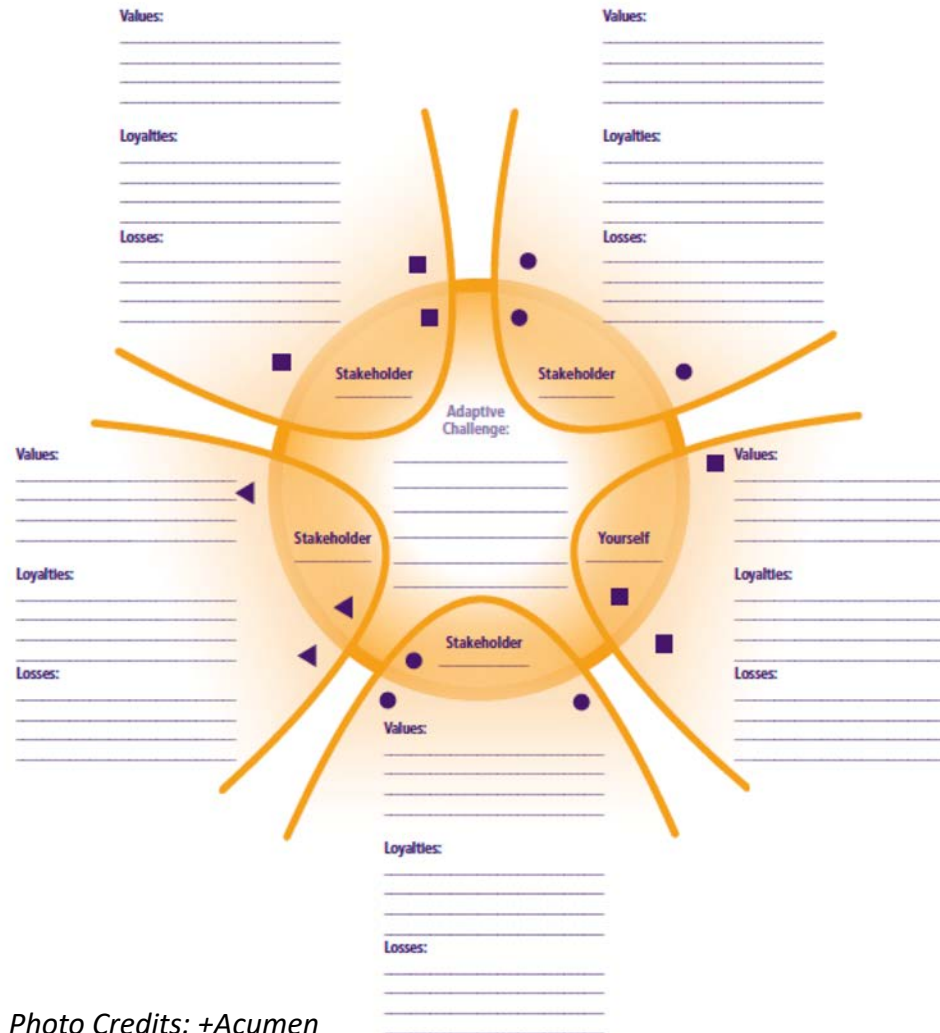 Values:
Loyalties:
Losses:
Values:
Loyalties:
Losses:
Stakeholder
Stakeholder
Adaptive
Challenge:
Values:
Loyalties:
Losses:
Stakeholder
Yourself
Values:
Loyalties:
Losses:
Stakeholder
Values:
Loyalties:
Losses:
Photo Credits: +Acumen